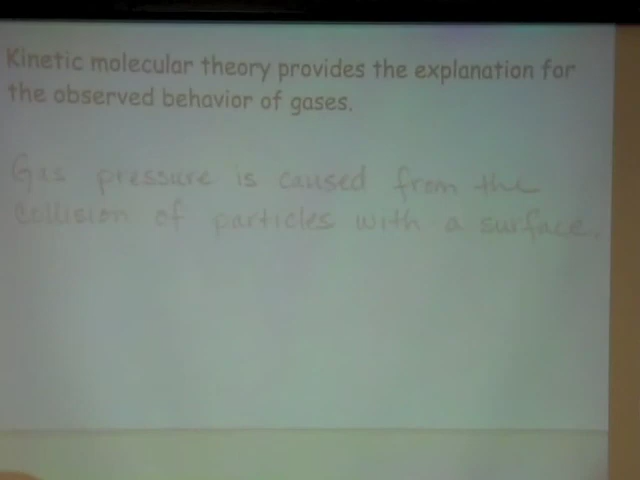 Kinetic molecular theory provides the explanation for
the observed behavior of gases.
Gas pressure is caused from the
collision of particles with a surface.